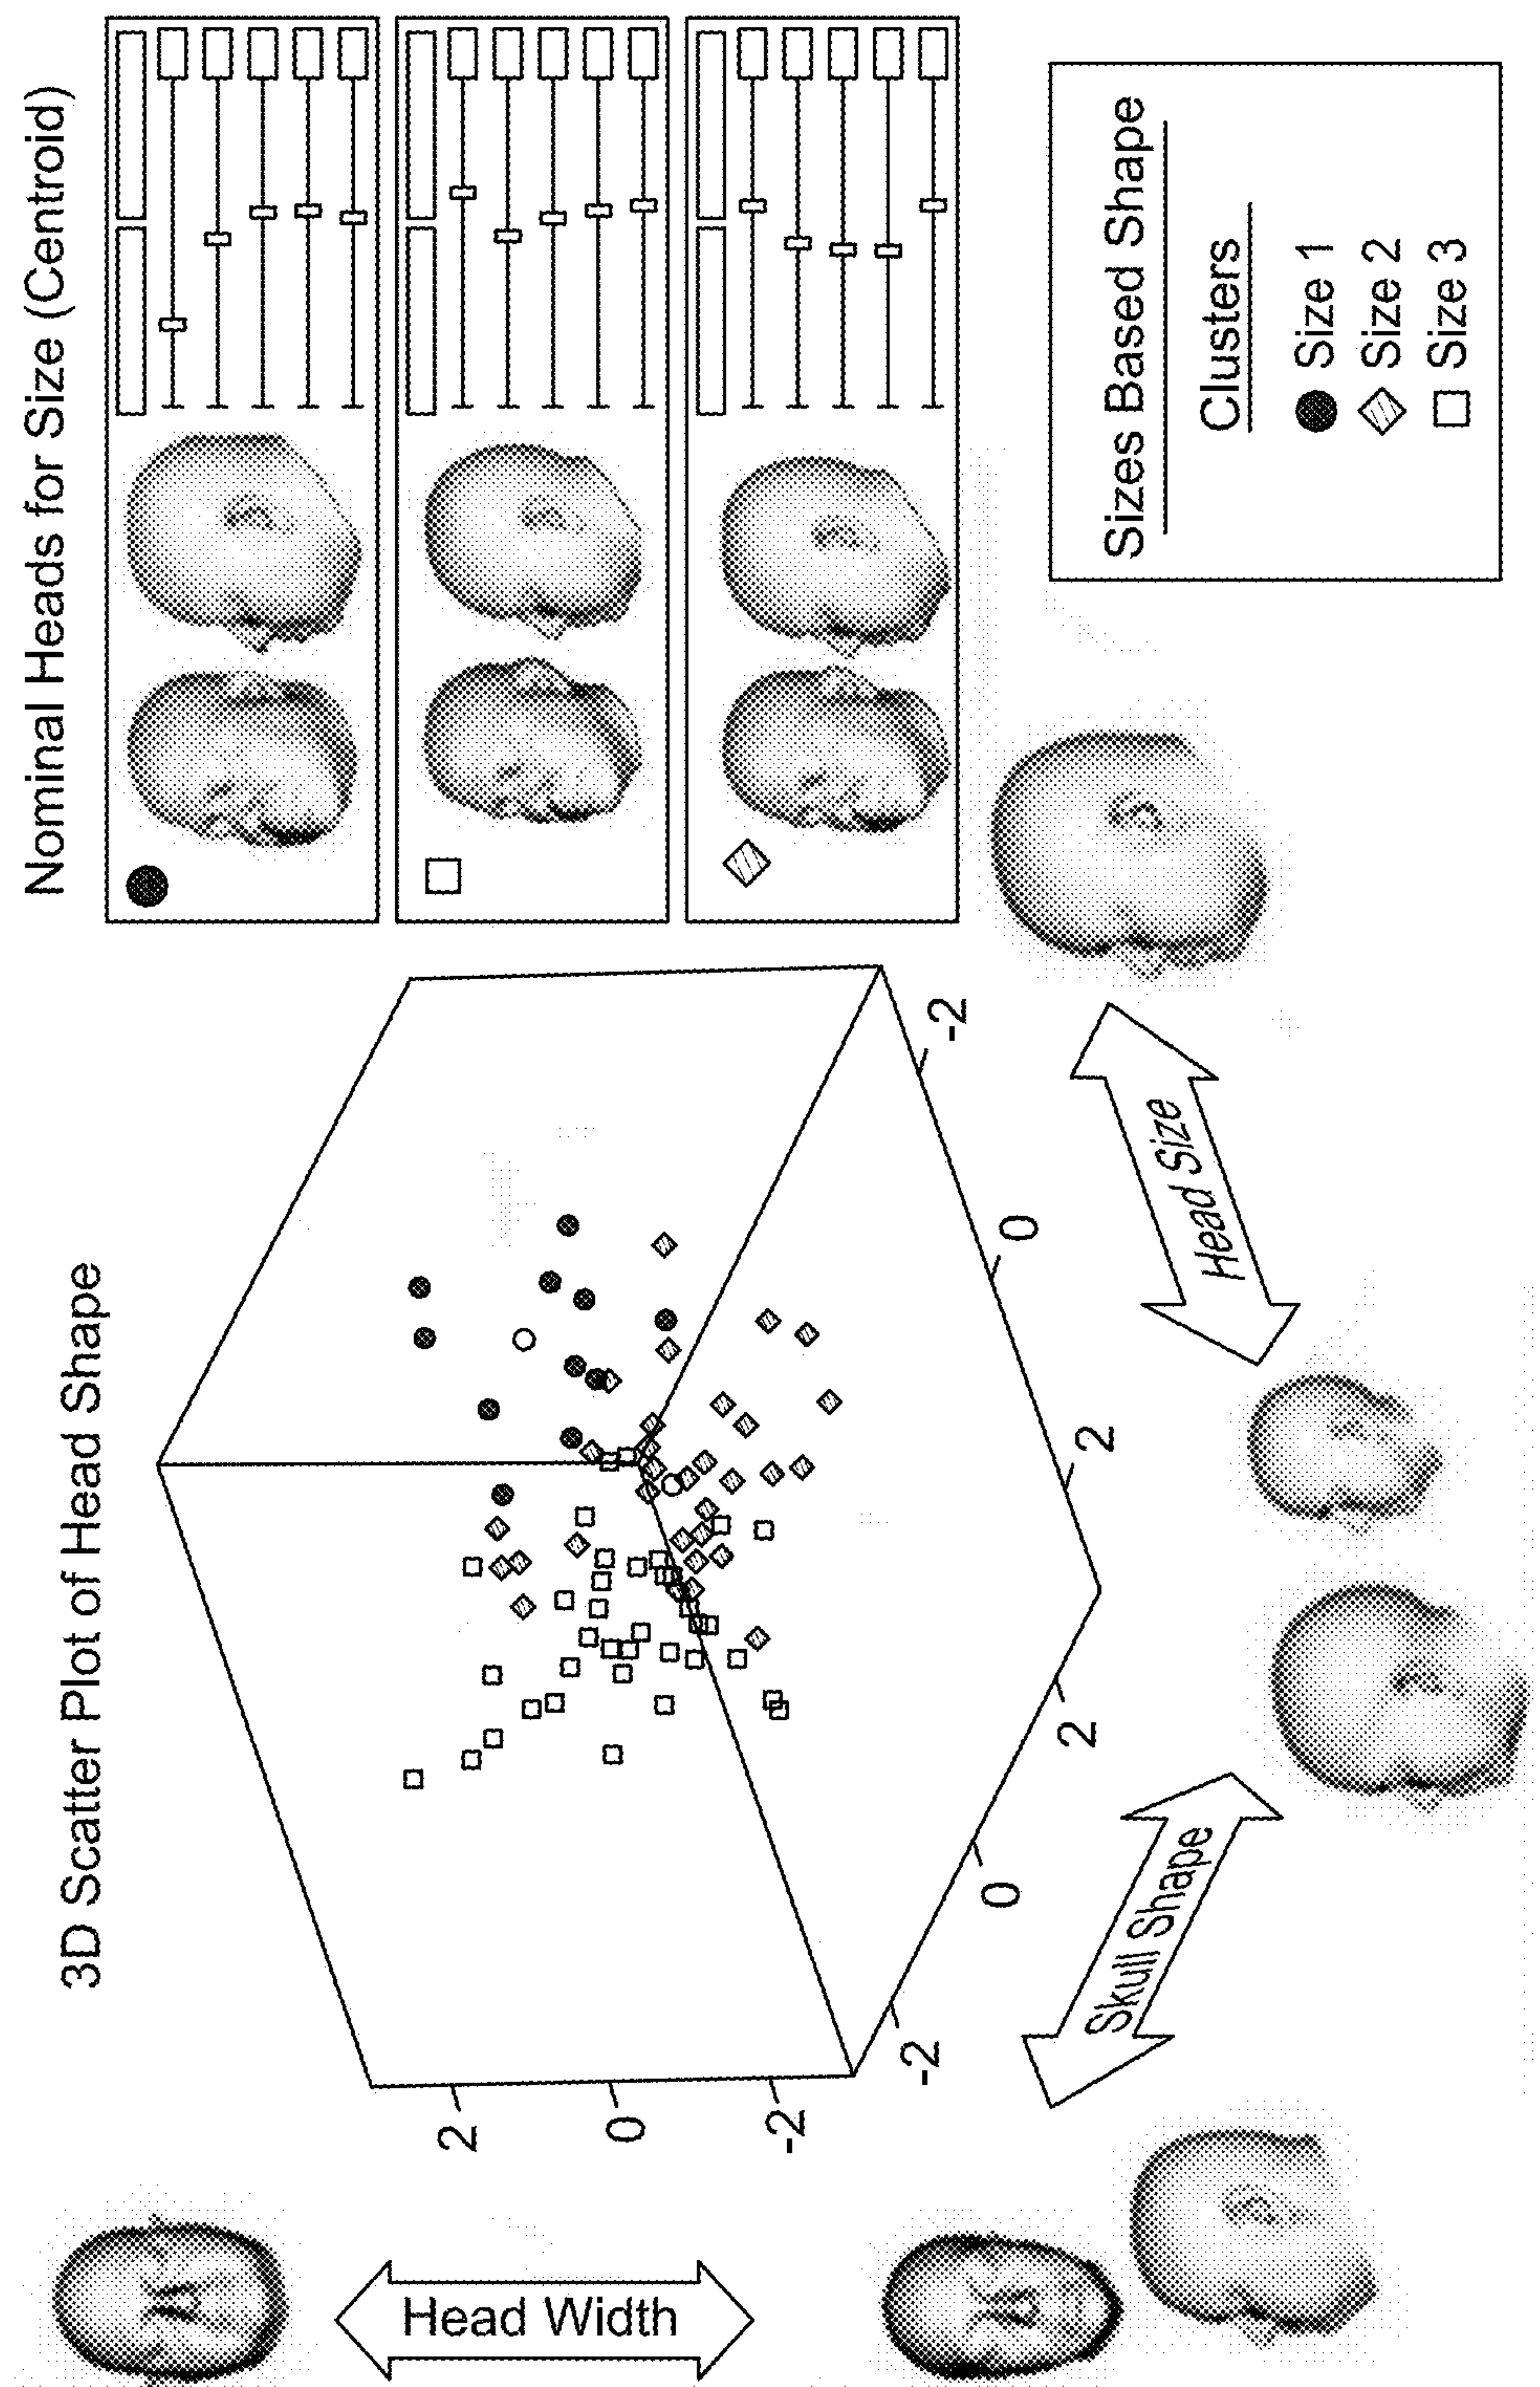 3D Scatter Plot of Head Shape
Nominal Heads for Size (Centroid)
Head Width
2
0
-2
-2
0
2
Skull Shape
2
0
-2
Head Size
Sizes Based Shape
Clusters
Size 1
Size 2
Size 3